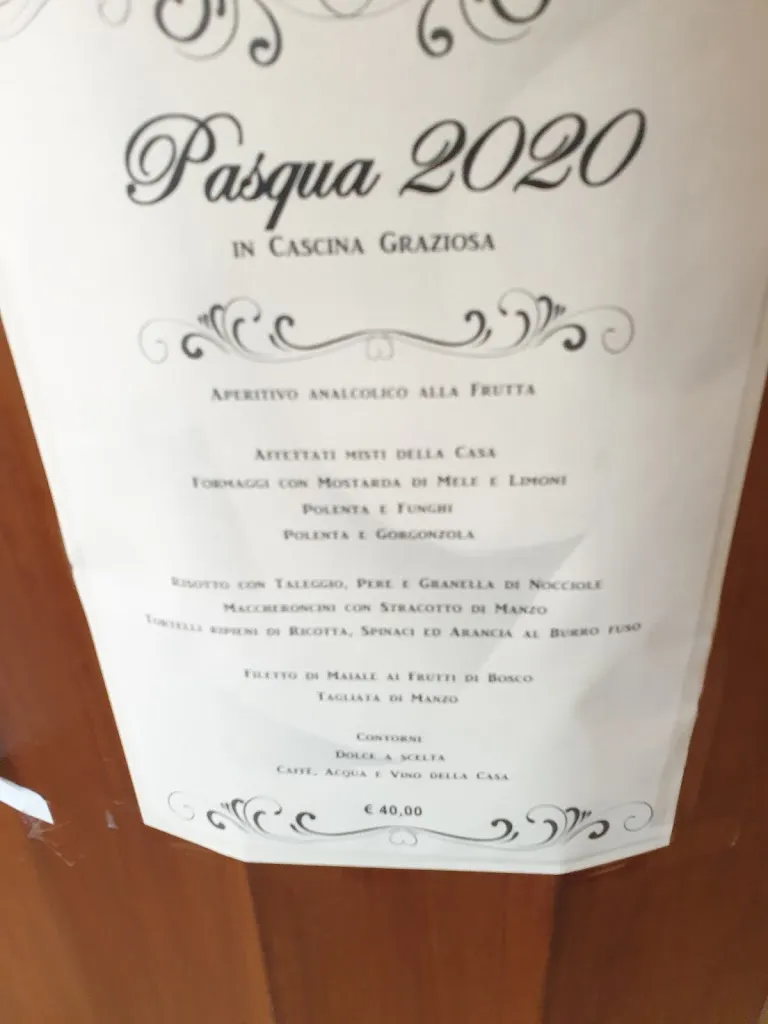 Pasqua 2020
IN CASCINA GRAZIOSA
APERITIVO ANALCOLICO ALLA FRUTTA
AFFETTATI MISTI DELLA CASA
FORMAGGI CON MOSTARDA DI MELE E LIMONI
POLENTA E FUNGHI
POLENTA E GORGONZOLA
RISOTTO CON TALEGGIO, PERE E GRANELLA DI NOCCIOLE
MACCHERONCINI CON STRACOTTO DI MANZO
TORTELLI RIPIENI DI RICOTTA, SPINACI ED ARANCIA AL BURRO FUSO
FILETTO DI MAIALE AI FRUTTI DI BOSCO
TAGLIATA DI MANZO
CONTORNI
DOLCE A SCELTA
CAFFÈ, ACQUA E VINO DELLA CASA
€ 40,00